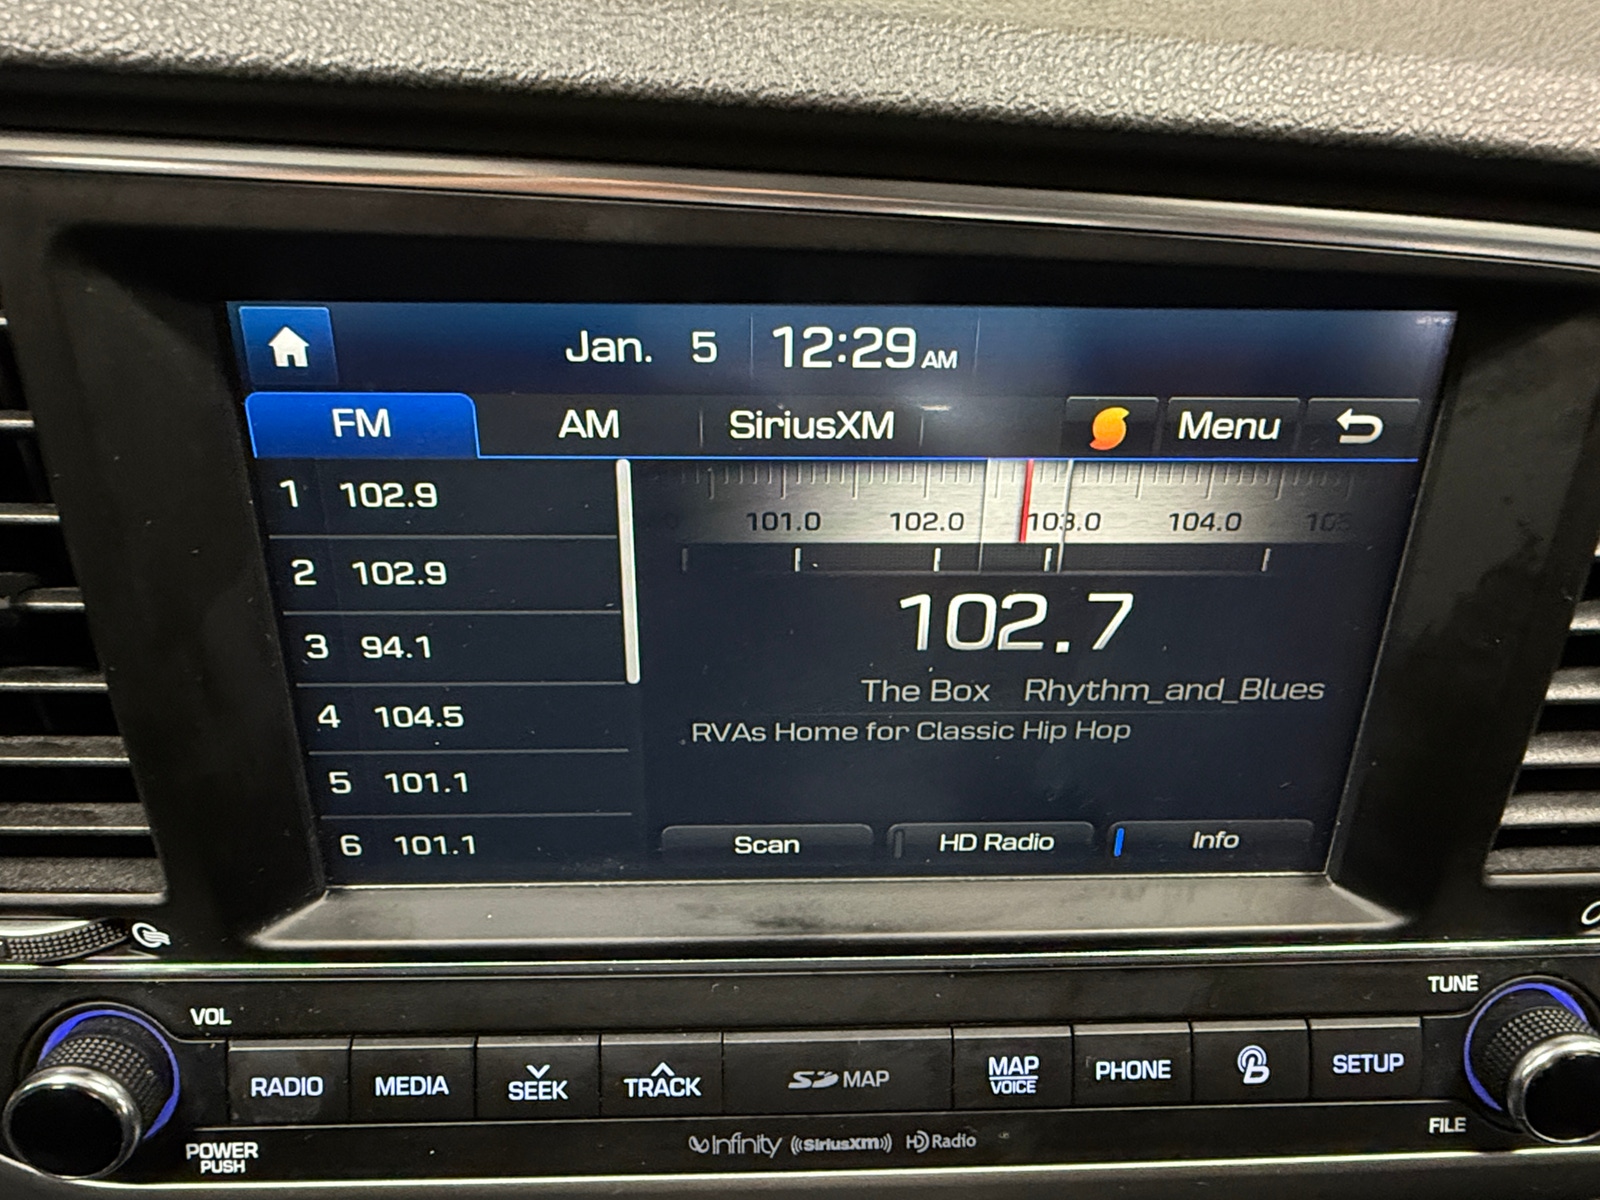 Jan. 5 12:29 AM
FM AM SiriusXM Menu
1 102.9
2 102.9
3 94.1
4 104.5
5 101.1
6 101.1
101.0 102.0 103.0 104.0
102.7
The Box Rhythm_and_Blues
RVAs Home for Classic Hip Hop
Scan HD Radio Info
VOL
TUNE
RADIO MEDIA SEEK TRACK SD MAP MAP VOICE PHONE B SETUP
POWER
PUSH
FILE
Infinity ((SiriusXM)) HD Radio